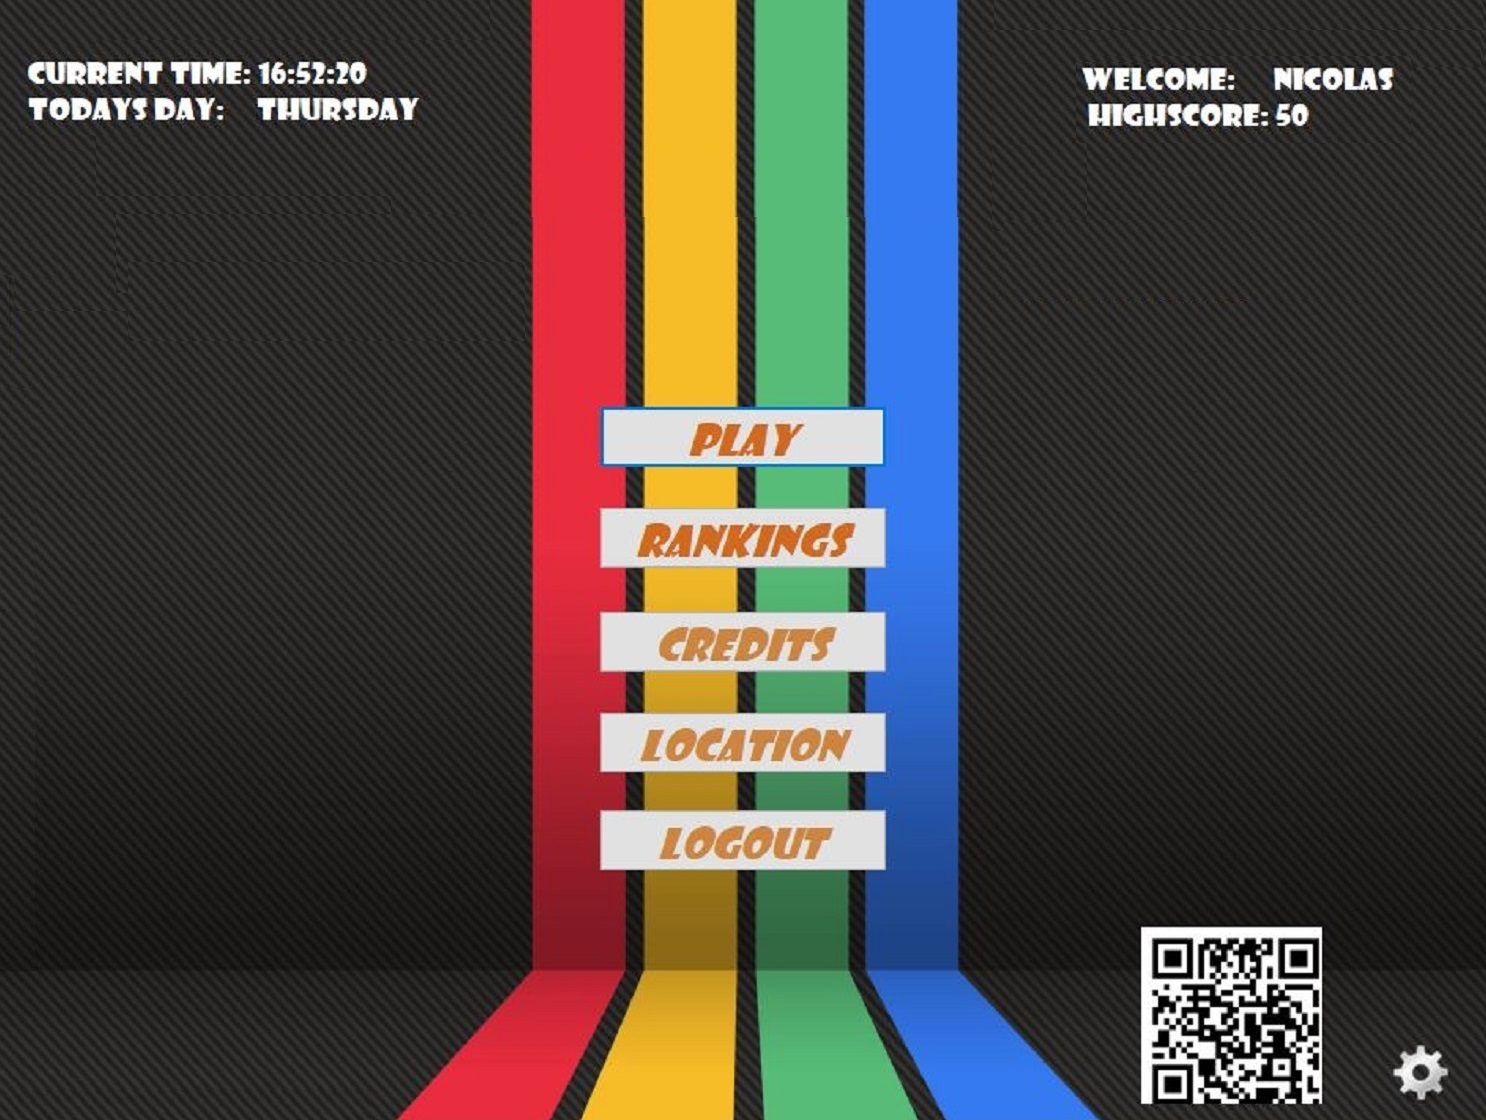 CURRENT TIME: 16:52:20
TODAYS DAY: THURSDAY
WELCOME: NICOLAS
HIGHSCORE: 50
PLAY
RANKINGS
CREDITS
LOCATION
LOGOUT